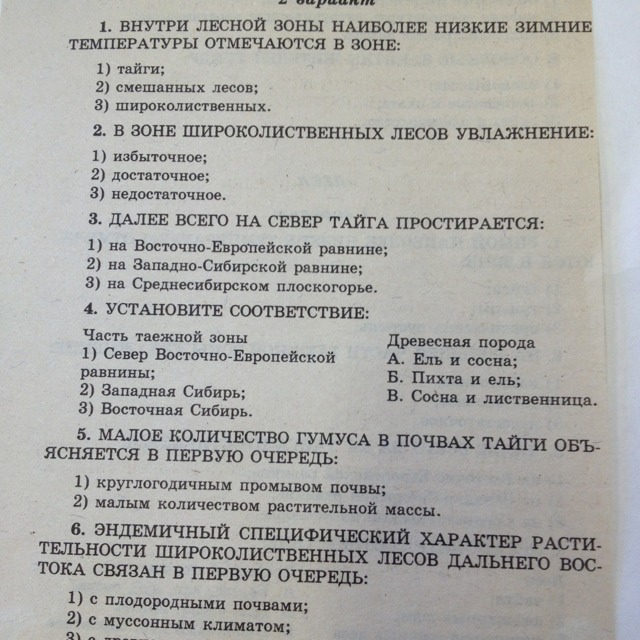 2 вариант
1. ВНУТРИ ЛЕСНОЙ ЗОНЫ НАИБОЛЕЕ НИЗКИЕ ЗИМНИЕ
ТЕМПЕРАТУРЫ ОТМЕЧАЮТСЯ В ЗОНЕ:
1) тайги;
2) смешанных лесов;
3) широколиственных.
2. В ЗОНЕ ШИРОКОЛИСТВЕННЫХ ЛЕСОВ УВЛАЖНЕНИЕ:
1) избыточное;
2) достаточное;
3) недостаточное.
3. ДАЛЕЕ ВСЕГО НА СЕВЕР ТАЙГА ПРОСТИРАЕТСЯ:
1) на Восточно-Европейской равнине;
2) на Западно-Сибирской равнине;
3) на Среднесибирском плоскогорье.
4. УСТАНОВИТЕ СООТВЕТСТВИЕ:
Часть таежной зоны
1) Север Восточно-Европейской
равнины;
2) Западная Сибирь;
3) Восточная Сибирь.
Древесная порода
А. Ель и сосна;
Б. Пихта и ель;
В. Сосна и лиственница.
5. МАЛОЕ КОЛИЧЕСТВО ГУМУСА В ПОЧВАХ ТАЙГИ ОБЪ-
ЯСНЯЕТСЯ В ПЕРВУЮ ОЧЕРЕДЬ:
1) круглогодичным промывом почвы;
2) малым количеством растительной массы.
6. ЭНДЕМИЧНЫЙ СПЕЦИФИЧЕСКИЙ ХАРАКТЕР РАСТИ-
ТЕЛЬНОСТИ ШИРОКОЛИСТВЕННЫХ ЛЕСОВ ДАЛЬНЕГО ВОС-
ТОКА СВЯЗАН В ПЕРВУЮ ОЧЕРЕДЬ:
1) с плодородными почвами;
2) с муссонным климатом;
3) с